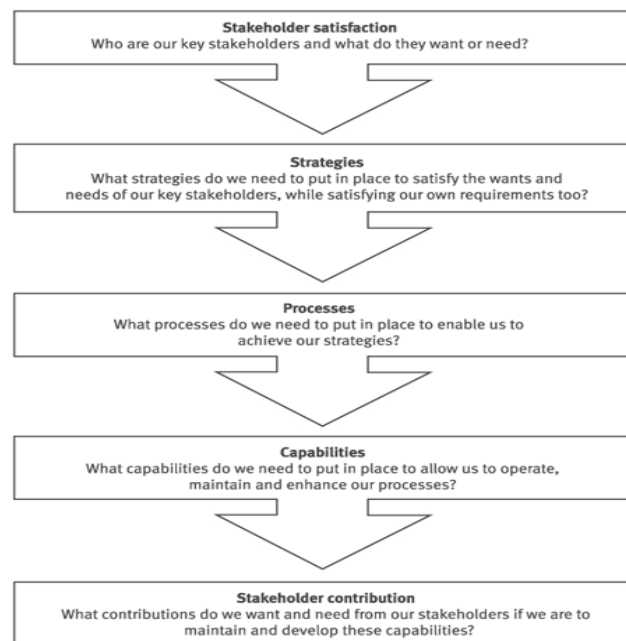 Stakeholder satisfaction
Who are our key stakeholders and what do they want or need?
Strategies
What strategies do we need to put in place to satisfy the wants and
needs of our key stakeholders, while satisfying our own requirements too?
Processes
What processes do we need to put in place to enable us to
achieve our strategies?
Capabilities
What capabilities do we need to put in place to allow us to operate,
maintain and enhance our processes?
Stakeholder contribution
What contributions do we want and need from our stakeholders if we are to
maintain and develop these capabilities?